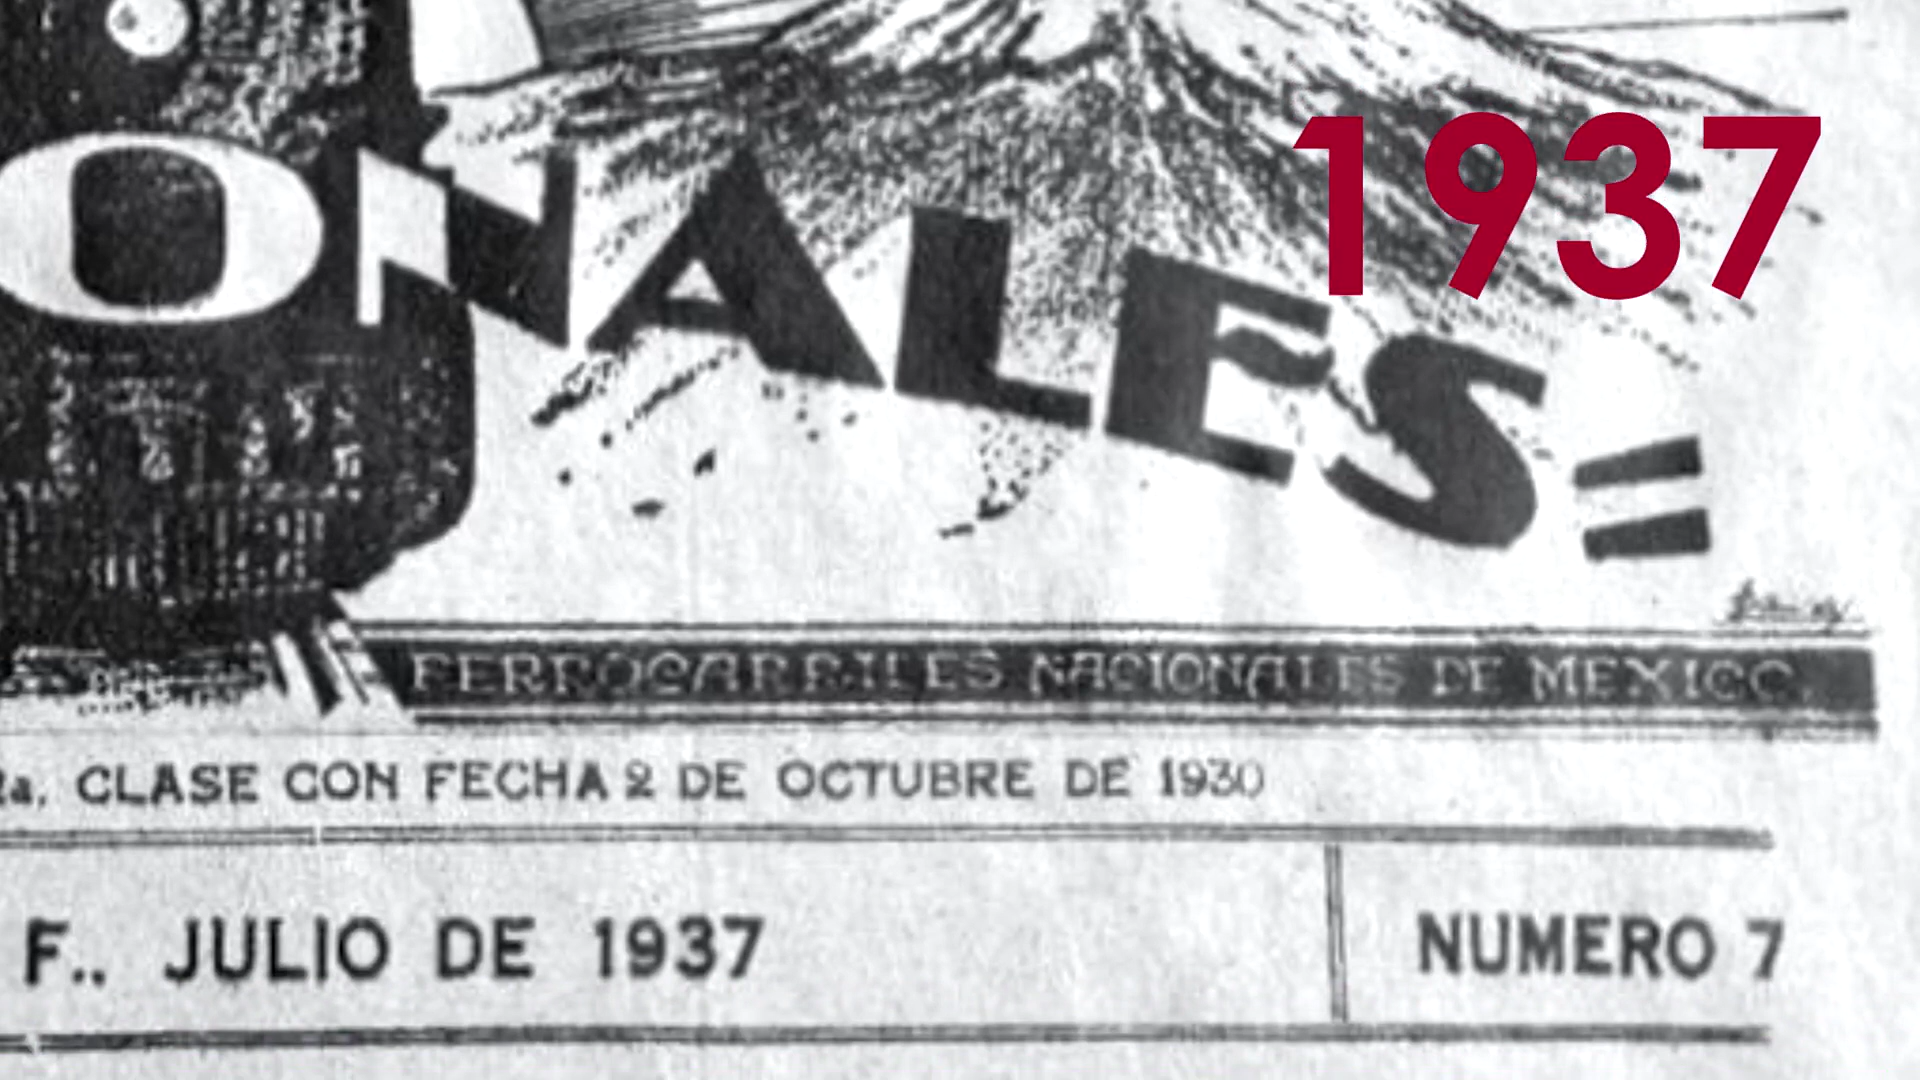 1937
ONALES=
FERROCARRILES NACIONALES DE MEXICO.
2a. CLASE CON FECHA 2 DE OCTUBRE DE 1930
F.. JULIO DE 1937
NUMERO 7